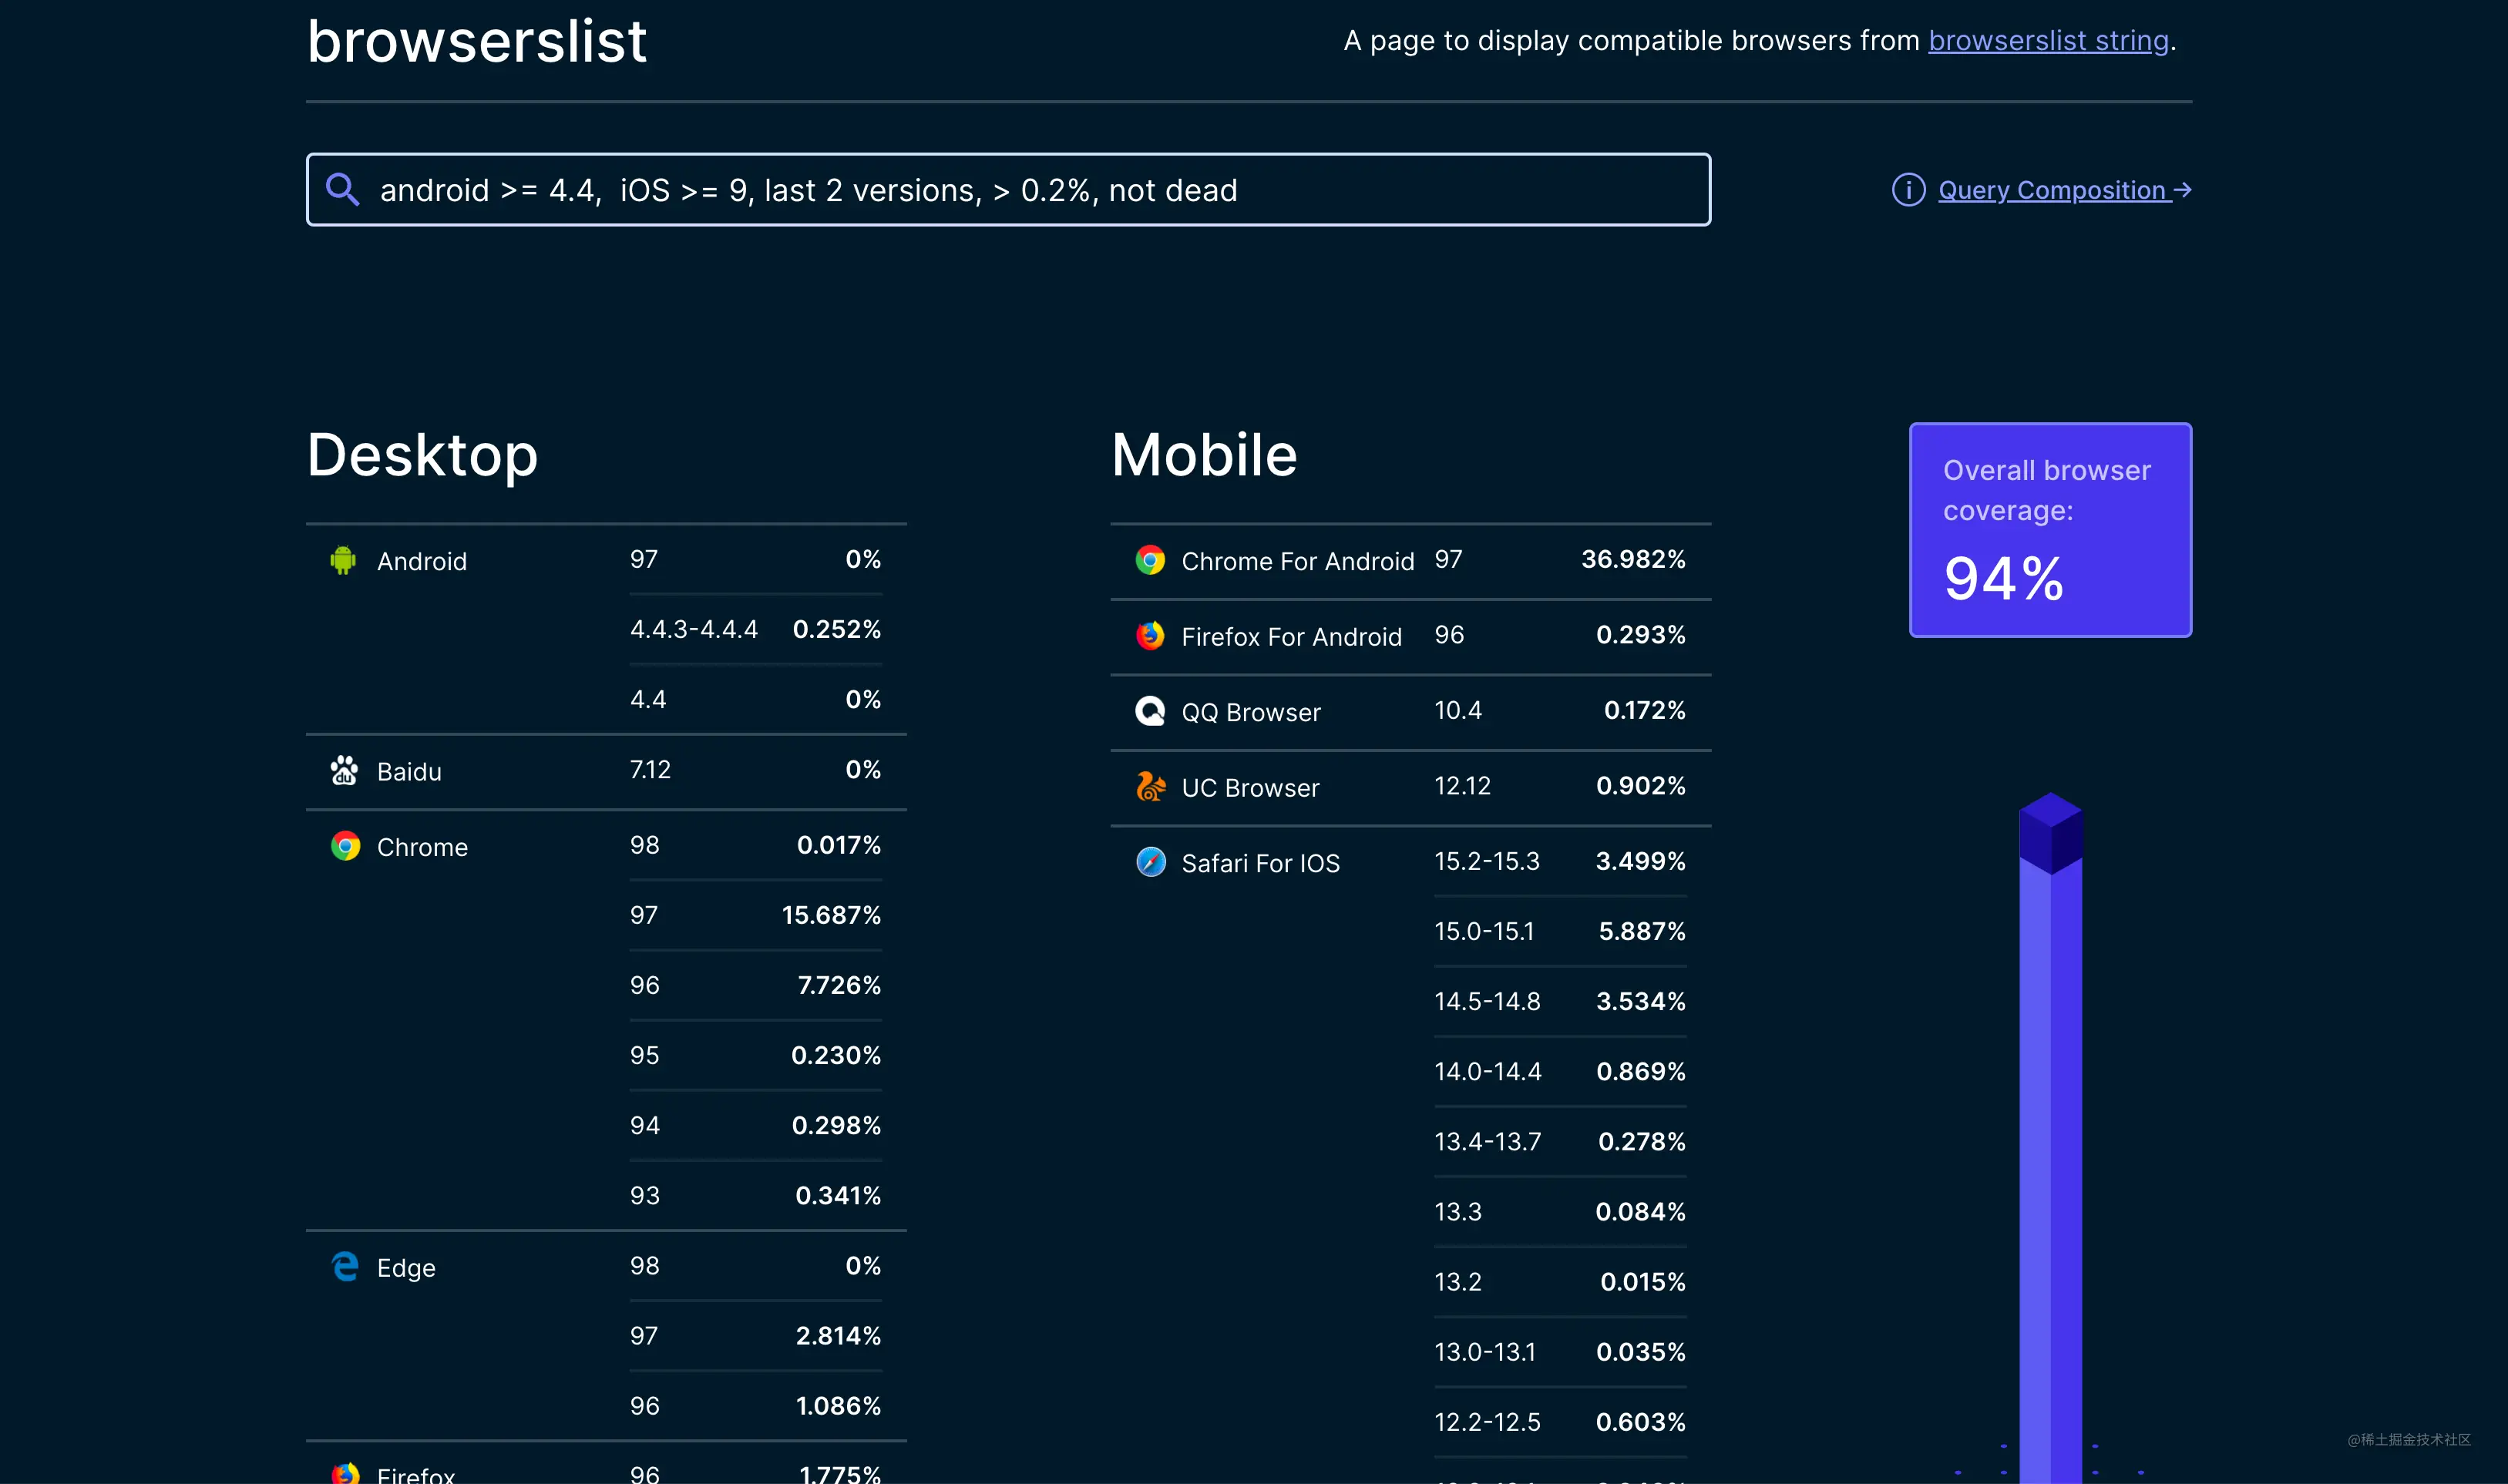 browserslist
A page to display compatible browsers from browserslist string.
android >= 4.4,  iOS >= 9, last 2 versions, > 0.2%, not dead
Query Composition →
Desktop
Android 97 0%
4.4.3-4.4.4 0.252%
4.4 0%
Baidu 7.12 0%
Chrome 98 0.017%
97 15.687%
96 7.726%
95 0.230%
94 0.298%
93 0.341%
Edge 98 0%
97 2.814%
96 1.086%
Firefox 96 1.775%
Mobile
Chrome For Android 97 36.982%
Firefox For Android 96 0.293%
QQ Browser 10.4 0.172%
UC Browser 12.12 0.902%
Safari For IOS 15.2-15.3 3.499%
15.0-15.1 5.887%
14.5-14.8 3.534%
14.0-14.4 0.869%
13.4-13.7 0.278%
13.3 0.084%
13.2 0.015%
13.0-13.1 0.035%
12.2-12.5 0.603%
Overall browser
coverage:
94%
@稀土掘金技术社区